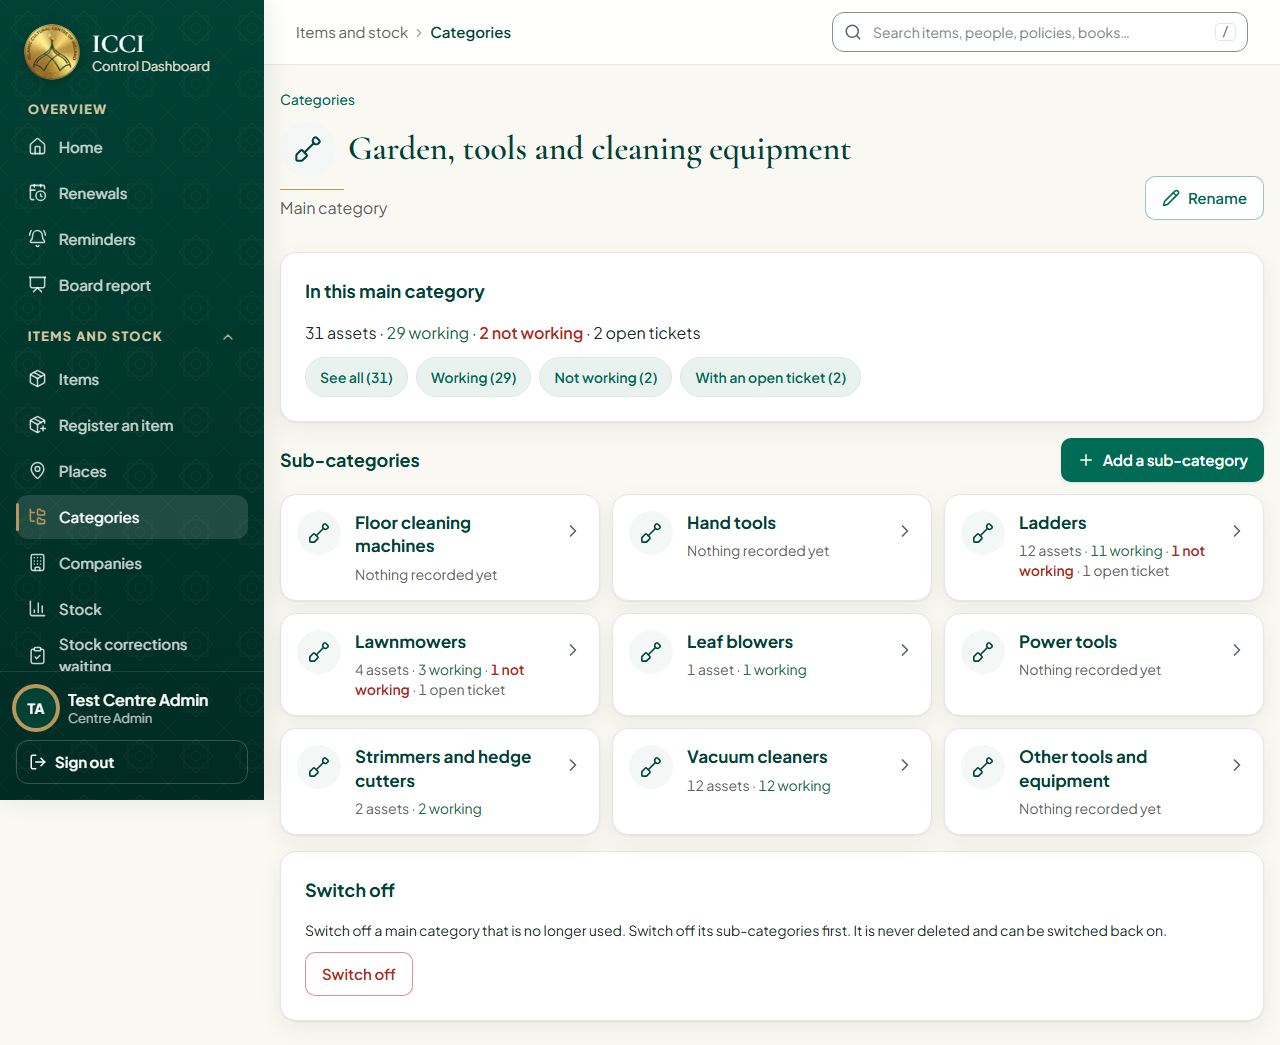 ICCI
Control Dashboard
OVERVIEW
Home
Renewals
Reminders
Board report
ITEMS AND STOCK
Items
Register an item
Places
Categories
Companies
Stock
Stock corrections
waiting
TA
Test Centre Admin
Centre Admin
Sign out
Items and stock › Categories
Search items, people, policies, books…
/
Categories
Garden, tools and cleaning equipment
Main category
Rename
In this main category
31 assets · 29 working · 2 not working · 2 open tickets
See all (31)
Working (29)
Not working (2)
With an open ticket (2)
Sub-categories
+ Add a sub-category
Floor cleaning
machines
Nothing recorded yet
Hand tools
Nothing recorded yet
Ladders
12 assets · 11 working · 1 not
working · 1 open ticket
Lawnmowers
4 assets · 3 working · 1 not
working · 1 open ticket
Leaf blowers
1 asset · 1 working
Power tools
Nothing recorded yet
Strimmers and hedge
cutters
2 assets · 2 working
Vacuum cleaners
12 assets · 12 working
Other tools and
equipment
Nothing recorded yet
Switch off
Switch off a main category that is no longer used. Switch off its sub-categories first. It is never deleted and can be switched back on.
Switch off